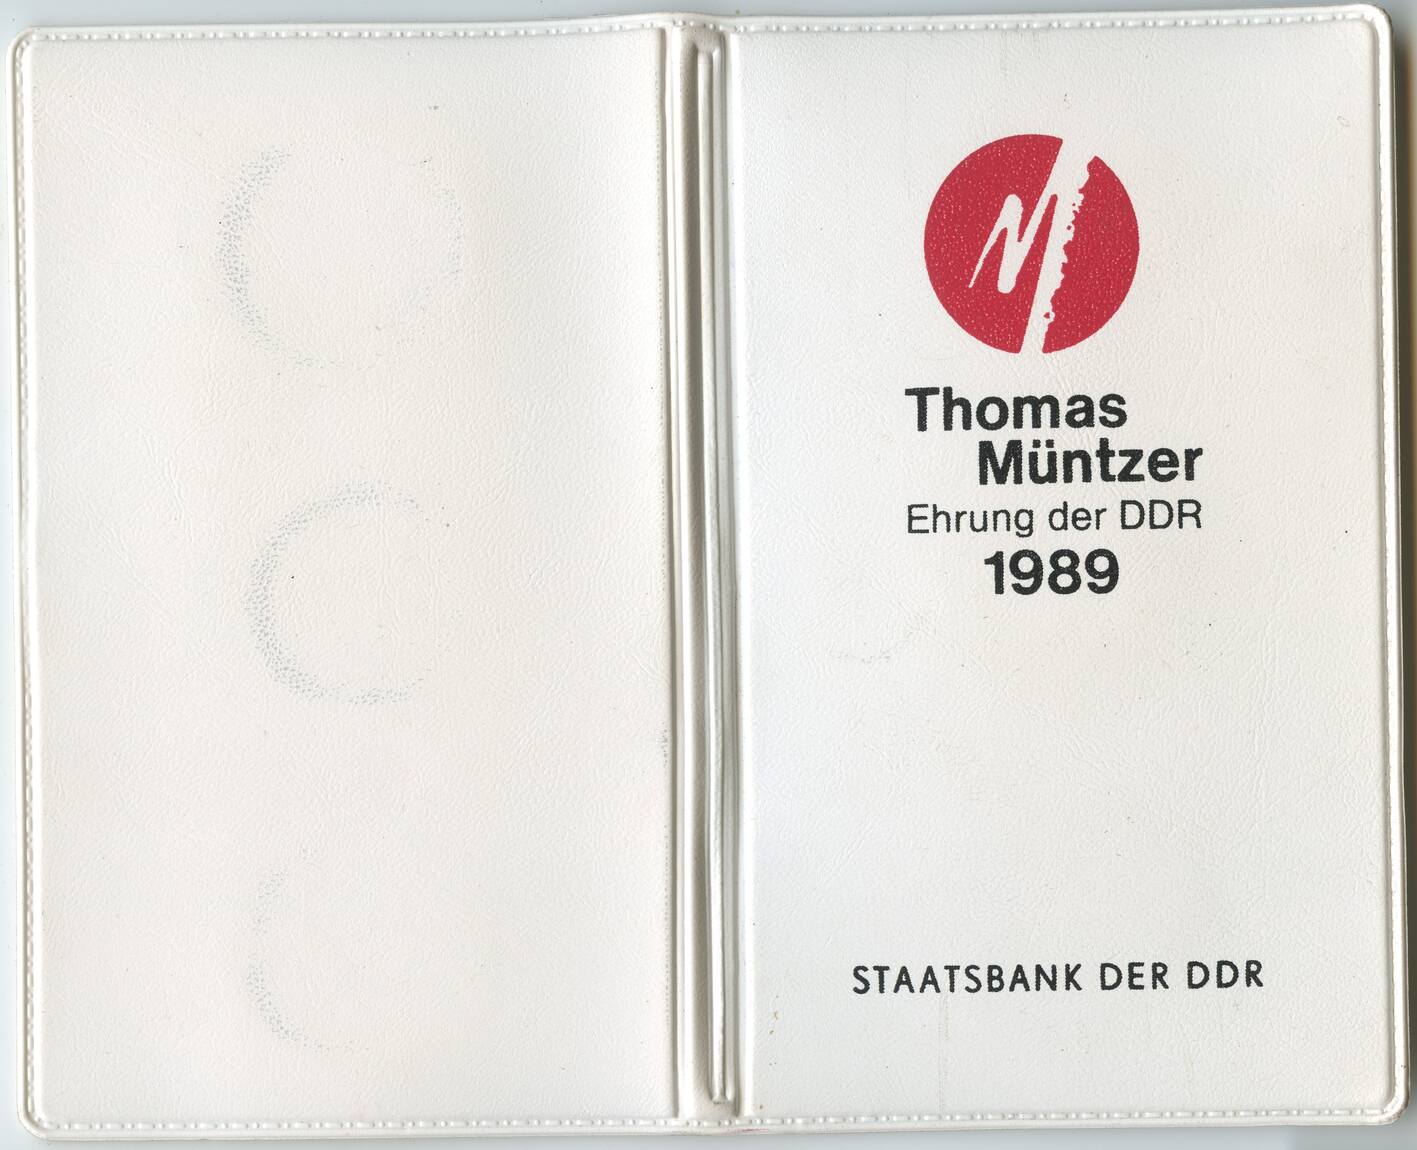 M
Thomas
Müntzer
Ehrung der DDR
1989
STAATSBANK DER DDR